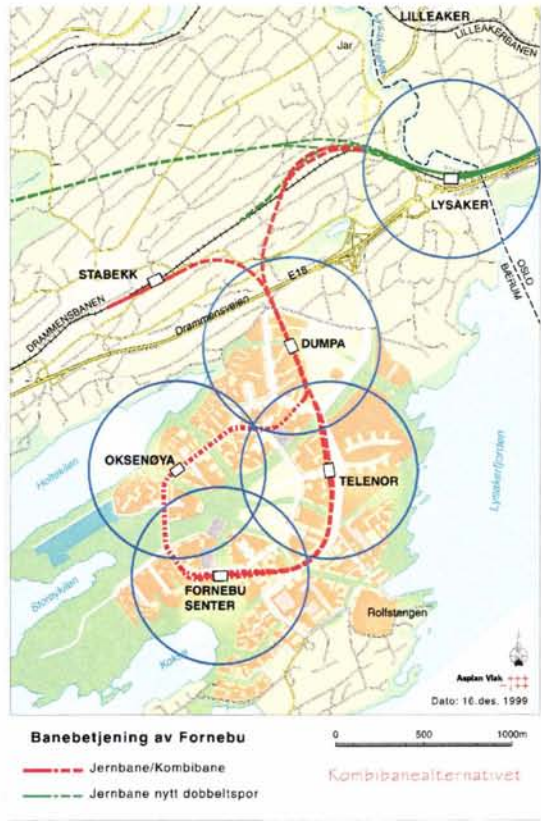 LILLEAKER
LILLEAKERBANEN
Jar
LYSAKER
OSLO
BÆRUM
STABEKK
E18
DRAMMENSBANEN
Drammensveien
DUMPA
OKSENØYA
TELENOR
Holtekilen
Lysakerfjorden
Storøykilen
FORNEBU
SENTER
Rolfstangen
Asplan Viak
Dato: 16.des. 1999
Banebetjening av Fornebu
0 500 1000m
Jernbane/Kombibane
Kombibanealternativet
Jernbane nytt dobbeltspor